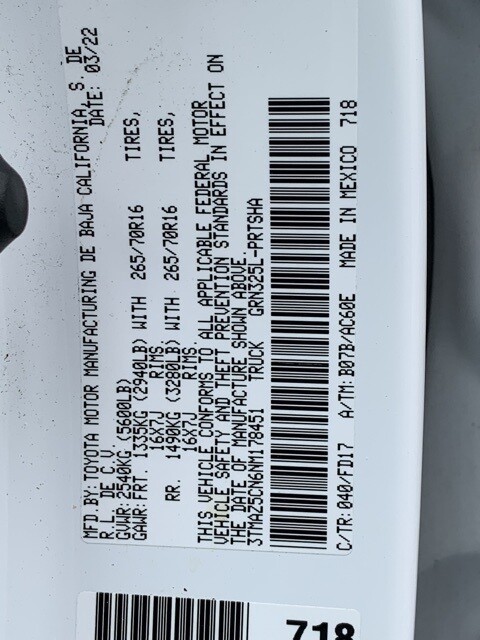 MFD. BY: TOYOTA MOTOR MANUFACTURING DE BAJA CALIFORNIA, S. DE
R.L. DE C.V. DATE: 03/22
GVWR: 2540KG (5600LB)
GAWR: FRT. 1335KG (2940LB) WITH 265/70R16 TIRES,
16X7J RIMS.
RR. 1490KG (3280LB) WITH 265/70R16 TIRES,
16X7J RIMS.
THIS VEHICLE CONFORMS TO ALL APPLICABLE FEDERAL MOTOR
VEHICLE SAFETY AND THEFT PREVENTION STANDARDS IN EFFECT ON
THE DATE OF MANUFACTURE SHOWN ABOVE.
3TMAZ5CN6NM178451 TRUCK GRN325L-PRTSHA
C/TR: 040/FD17 A/TM: B07B/AC60E MADE IN MEXICO 718
718